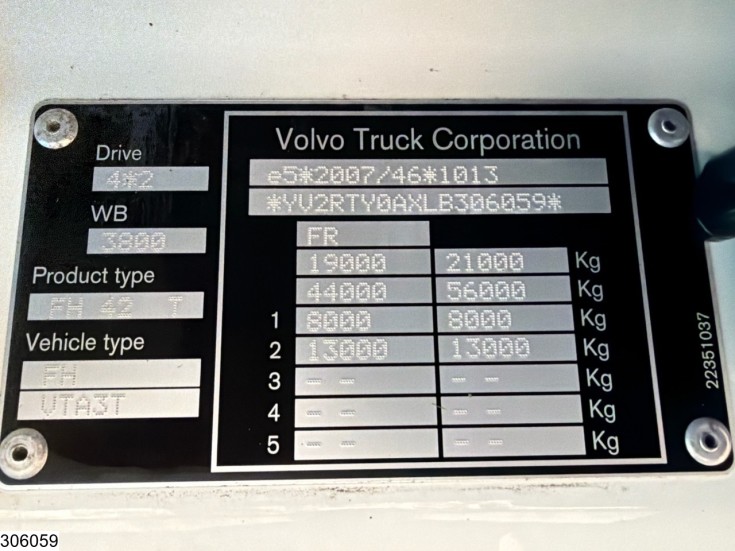 Volvo Truck Corporation
Drive
4*2
WB
3800
Product type
FH 42 T
Vehicle type
FH
VTA3T
e5*2007/46*1013
*YV2RTY0AXLB306059*
FR
19000 21000 Kg
44000 56000 Kg
1 8000 8000 Kg
2 13000 13000 Kg
3 -- -- Kg
4 -- -- Kg
5 -- -- Kg
22351037
306059